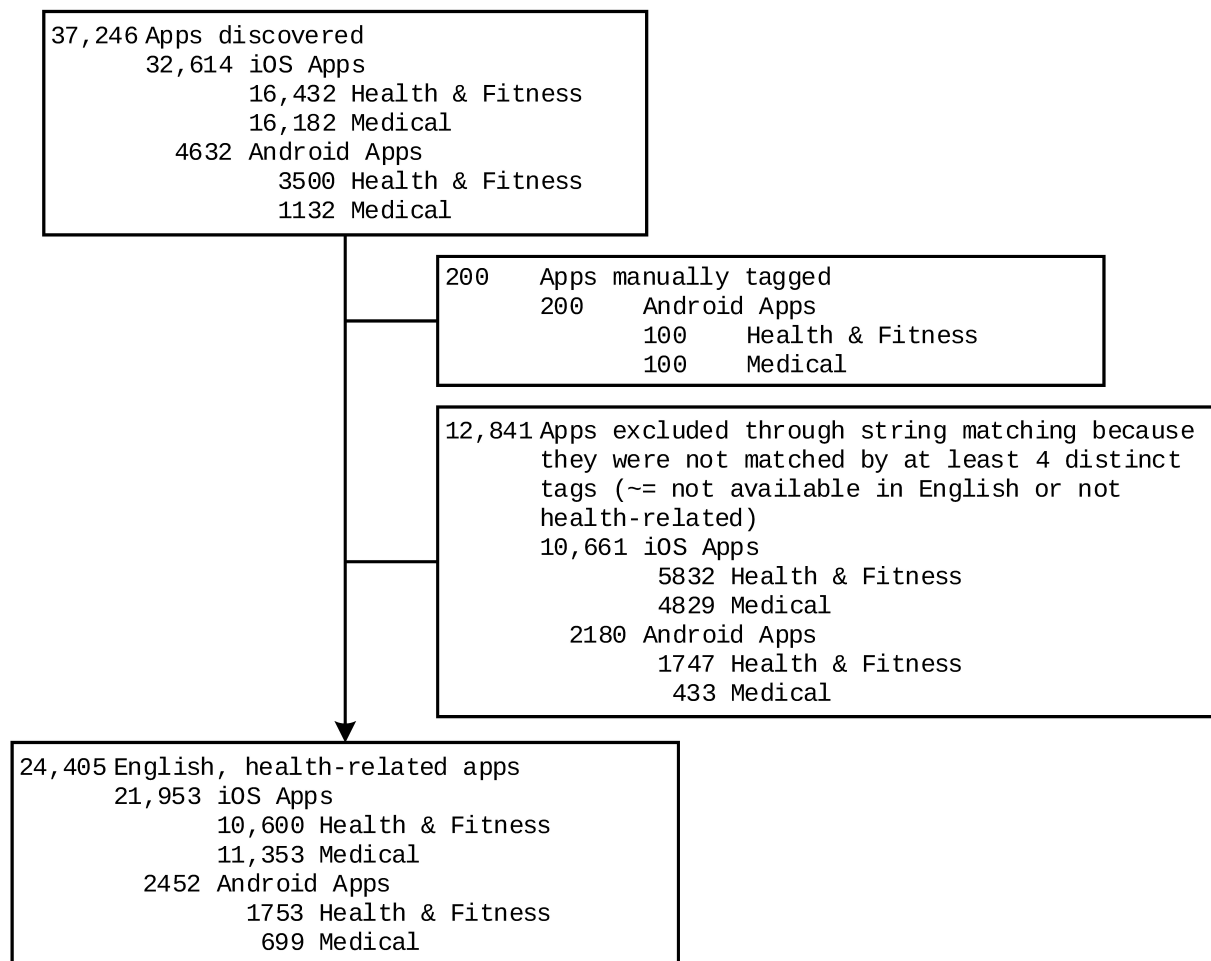 37,246 Apps discovered
32,614 iOS Apps
16,432 Health & Fitness
16,182 Medical
4632 Android Apps
3500 Health & Fitness
1132 Medical
200 Apps manually tagged
200 Android Apps
100 Health & Fitness
100 Medical
12,841 Apps excluded through string matching because
they were not matched by at least 4 distinct
tags (~= not available in English or not
health-related)
10,661 iOS Apps
5832 Health & Fitness
4829 Medical
2180 Android Apps
1747 Health & Fitness
433 Medical
24,405 English, health-related apps
21,953 iOS Apps
10,600 Health & Fitness
11,353 Medical
2452 Android Apps
1753 Health & Fitness
699 Medical